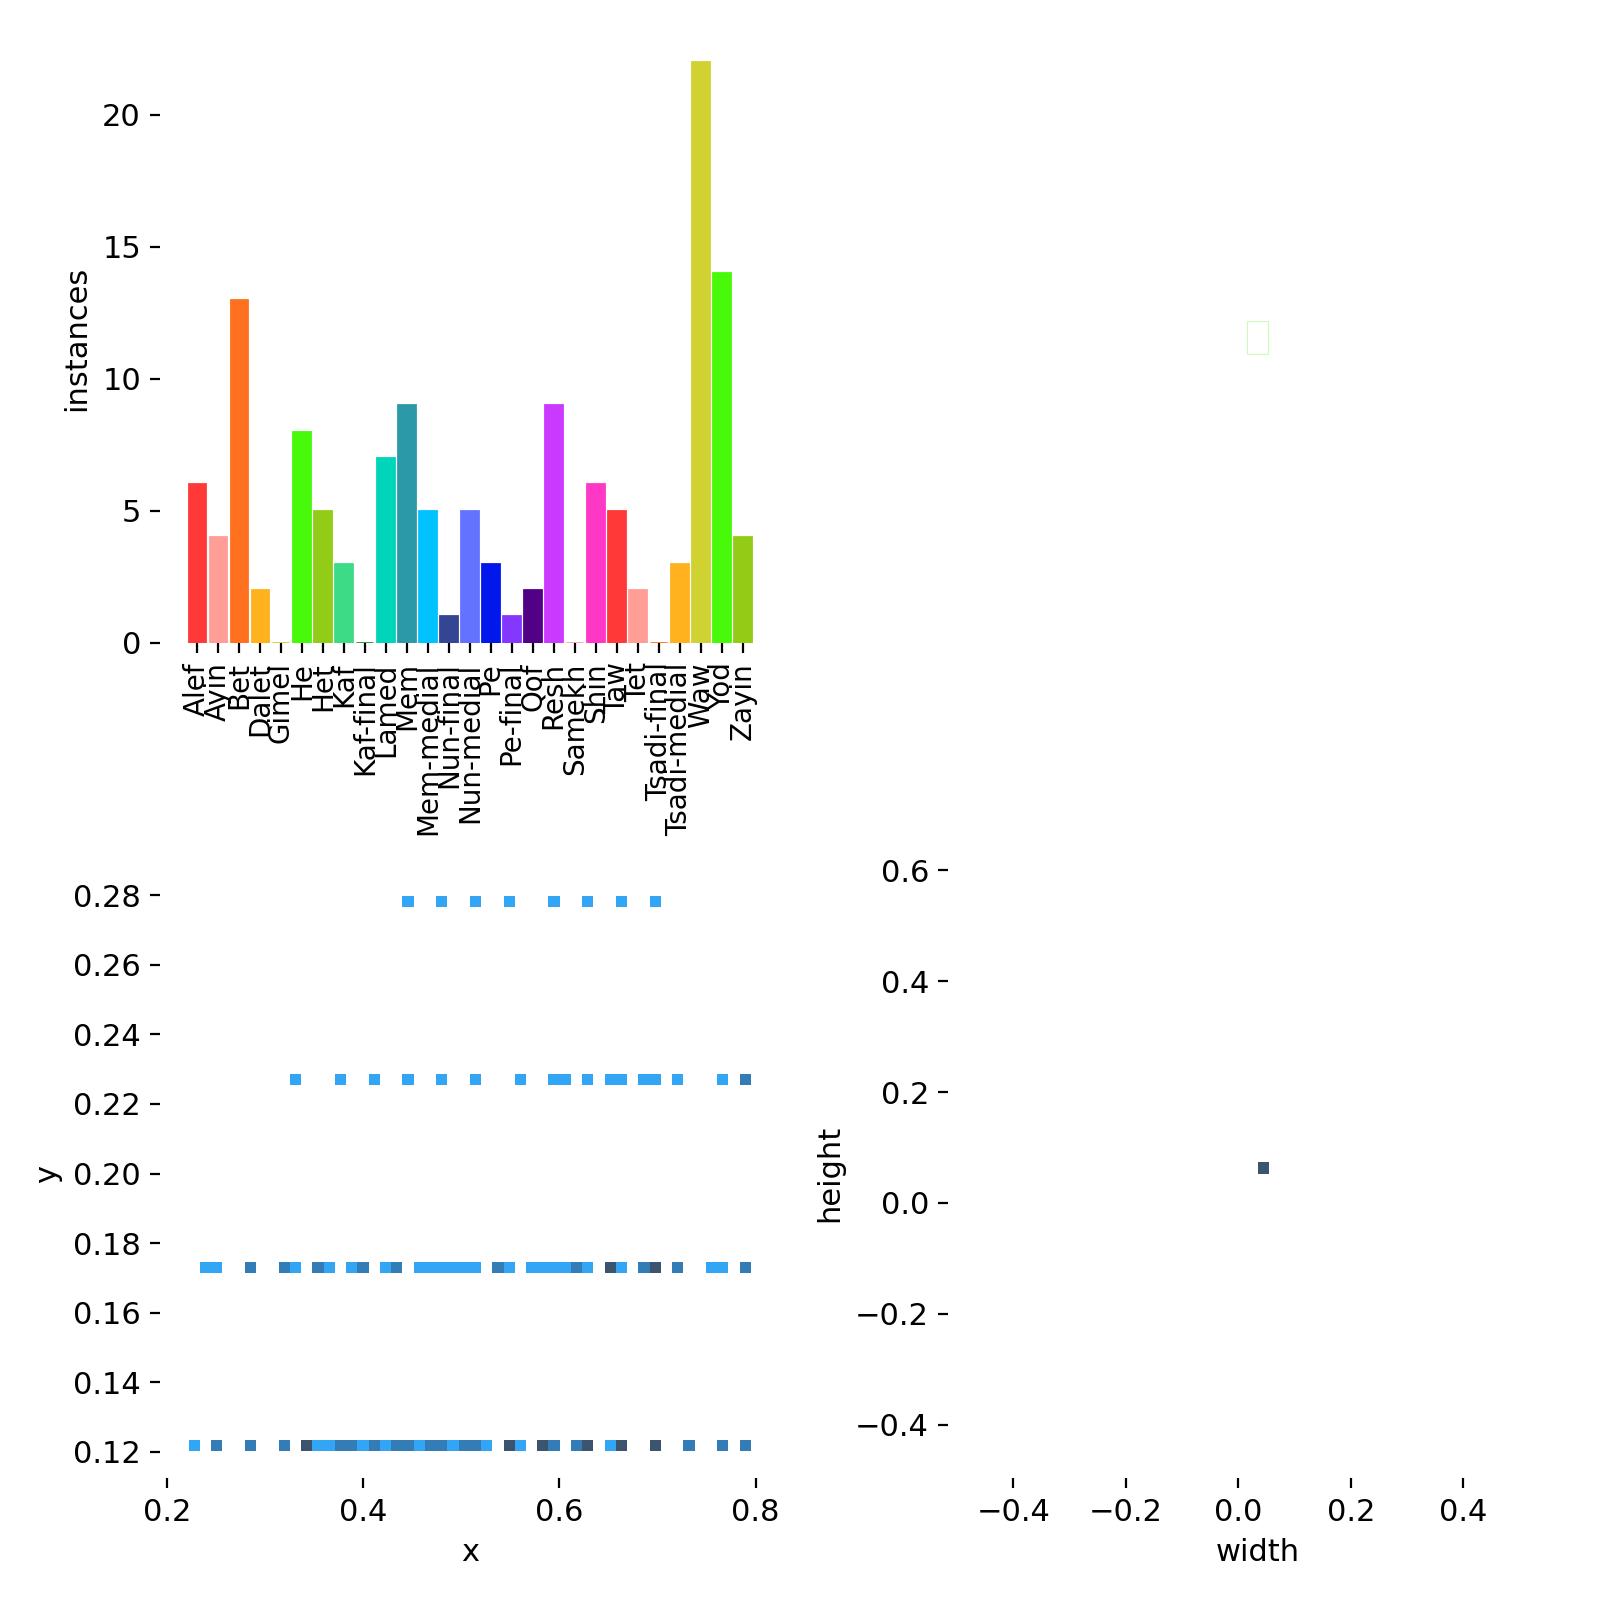 20
15
10
5
0
instances
Alef
Ayin
Bet
Dalet
Gimel
He
Het
Kaf
Kaf-final
Lamed
Mem
Mem-medial
Nun-final
Nun-medial
Pe
Pe-final
Qof
Resh
Samekh
Shin
Taw
Tet
Tsadi-final
Tsadi-medial
Waw
Yod
Zayin
0.28
0.26
0.24
0.22
0.20
0.18
0.16
0.14
0.12
y
0.2 0.4 0.6 0.8
x
0.6
0.4
0.2
0.0
−0.2
−0.4
height
−0.4 −0.2 0.0 0.2 0.4
width